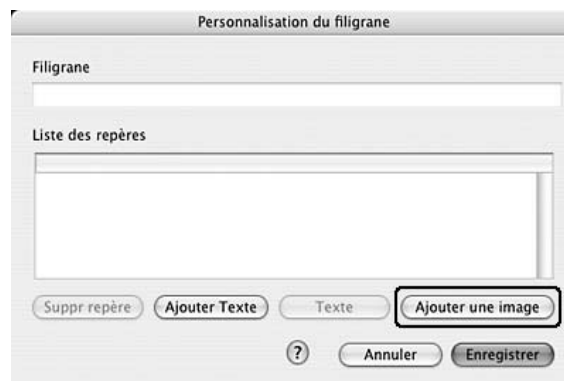 Personnalisation du filigrane
Filigrane
Liste des repères
Suppr repère Ajouter Texte Texte Ajouter une image
? Annuler Enregistrer